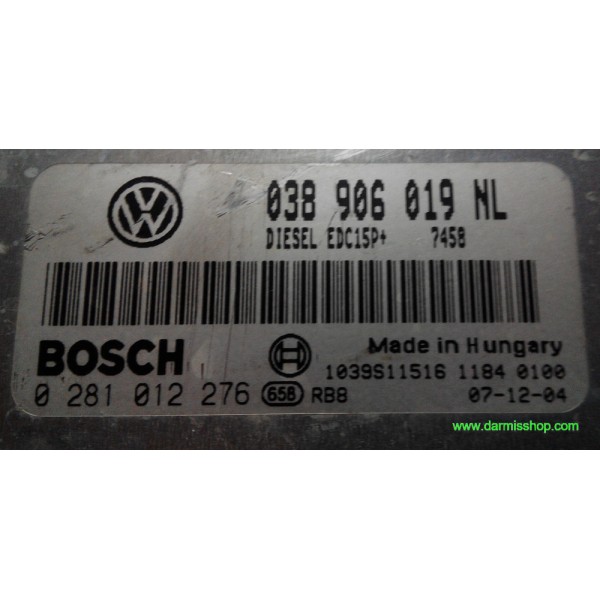 038 906 019 NL
DIESEL EDC15P+ 7458
BOSCH
Made in Hungary
1039S11516 1184 0100
0 281 012 276 658 RB8 07-12-04
www.darmisshop.com